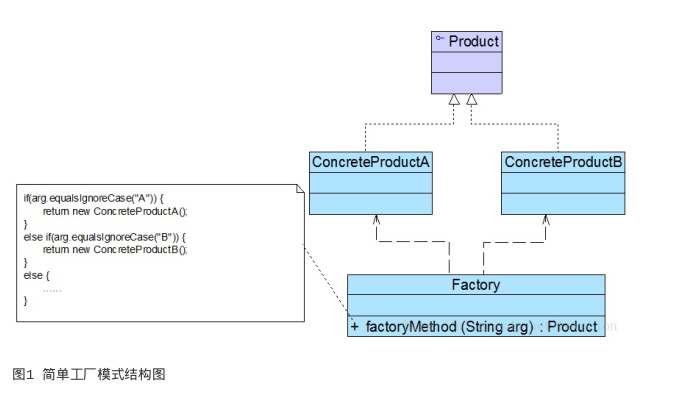 Product
ConcreteProductA
ConcreteProductB
if(arg.equalsIgnoreCase("A")) {
return new ConcreteProductA();
}
else if(arg.equalsIgnoreCase("B")) {
return new ConcreteProductB();
}
else {
......
}
Factory
+ factoryMethod (String arg) : Product
图1 简单工厂模式结构图